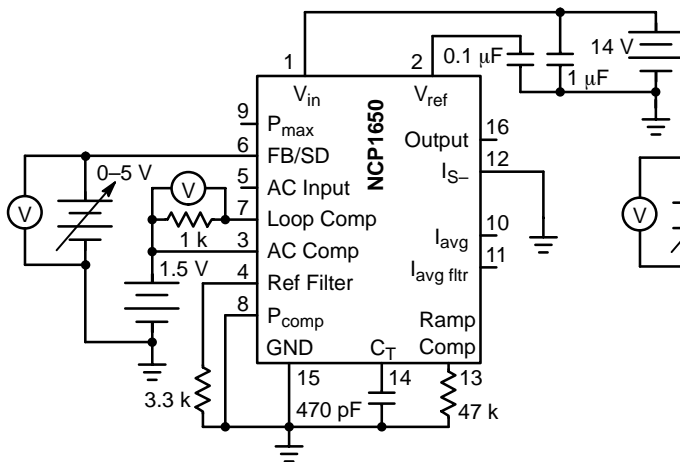 1
2
0.1 µF
1 µF
14 V
V_in
V_ref
NCP1650
9
P_max
16
Output
6
FB/SD
12
I_S–
0–5 V
V
5
AC Input
V
7
Loop Comp
1 k
3
AC Comp
10
I_avg
1.5 V
4
Ref Filter
11
I_avg fltr
8
P_comp
Ramp
Comp
GND
C_T
15
14
13
3.3 k
470 pF
47 k
V